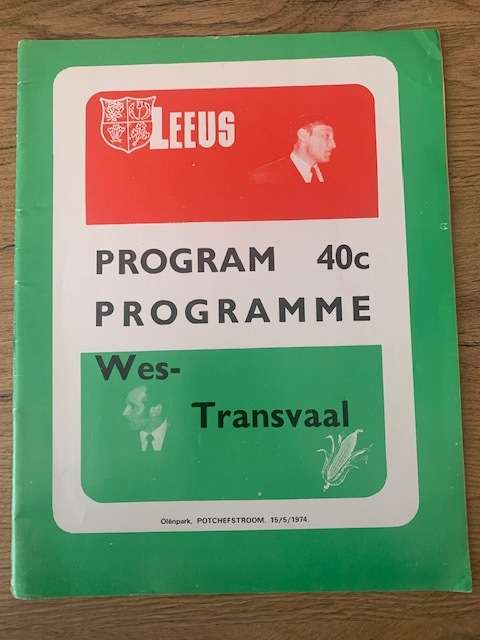 LEEUS
PROGRAM 40c
PROGRAMME
Wes-
Transvaal
Olënpark, POTCHEFSTROOM. 15/5/1974.